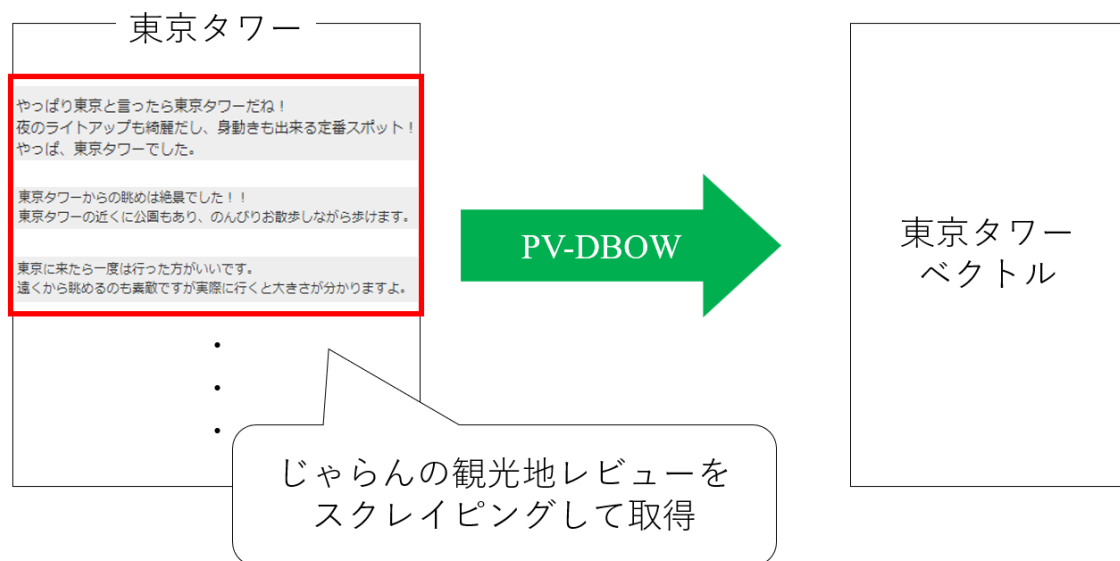 東京タワー
やっぱり東京と言ったら東京タワーだね！
夜のライトアップも綺麗だし、身動きも出来る定番スポット！
やっぱ、東京タワーでした。
東京タワーからの眺めは絶景でした！！
東京タワーの近くに公園もあり、のんびりお散歩しながら歩けます。
東京に来たら一度は行った方がいいです。
遠くから眺めるのも素敵ですが実際に行くと大きさが分かりますよ。
・
・
・
じゃらんの観光地レビューを
スクレイピングして取得
PV-DBOW
東京タワー
ベクトル